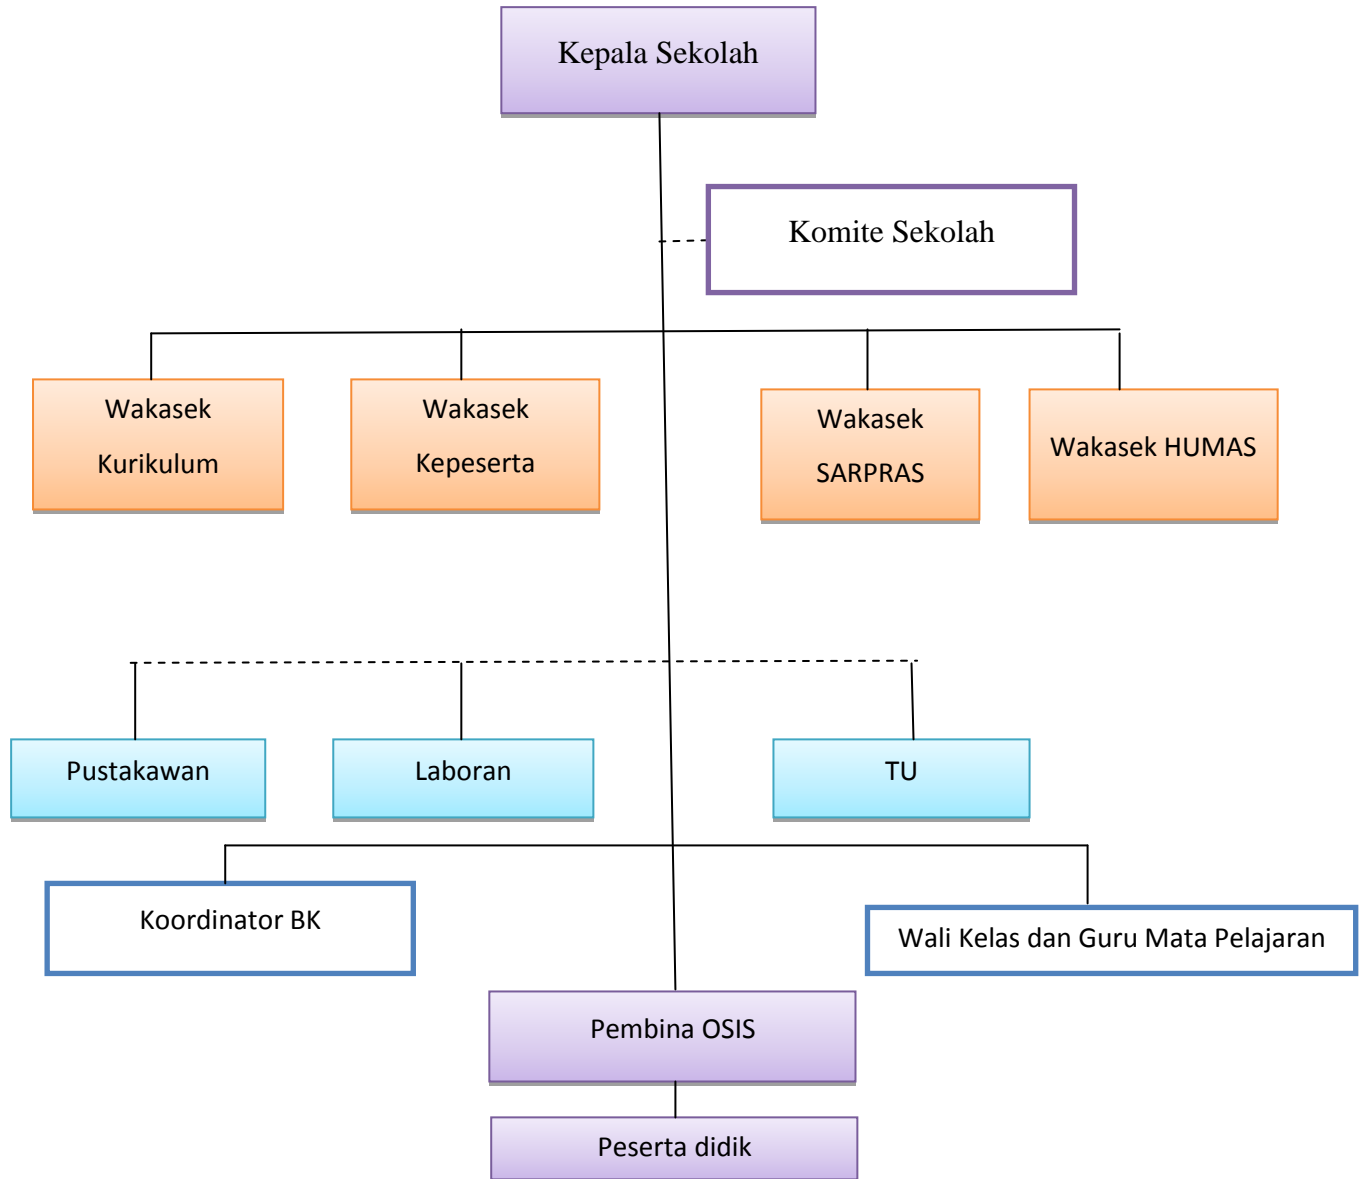 Kepala Sekolah
Komite Sekolah
Wakasek
Kurikulum
Wakasek
Kepeserta
Wakasek
SARPRAS
Wakasek HUMAS
Pustakawan
Laboran
TU
Koordinator BK
Wali Kelas dan Guru Mata Pelajaran
Pembina OSIS
Peserta didik